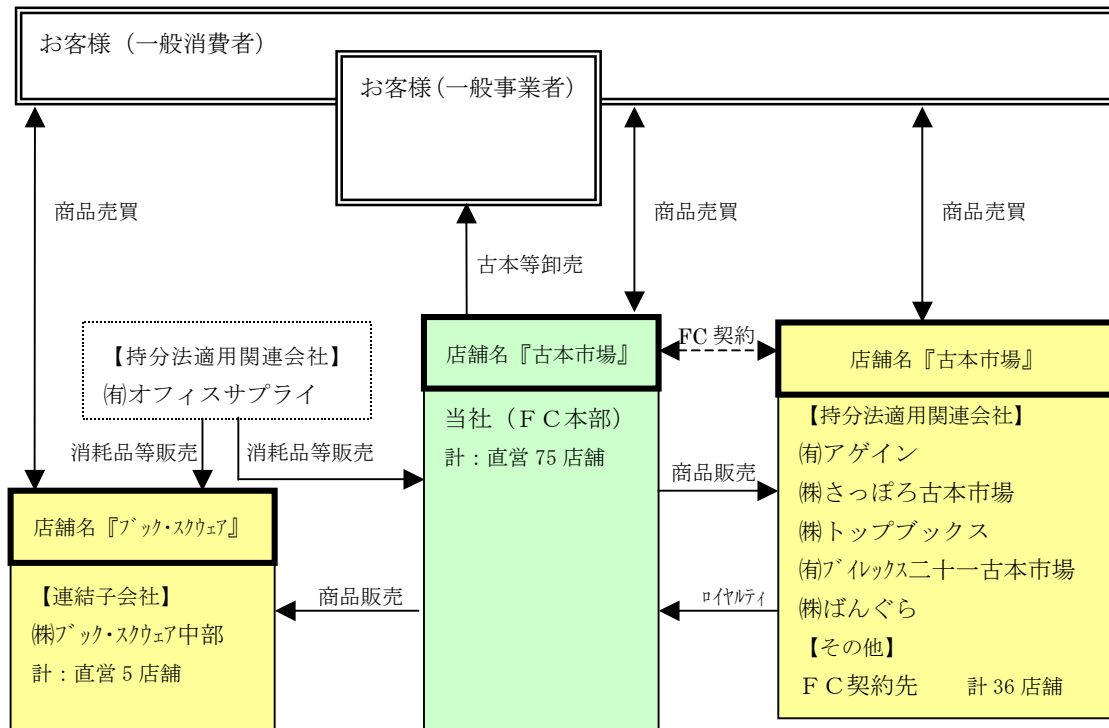 お客様（一般消費者）
お客様(一般事業者)
商品売買
商品売買
商品売買
古本等卸売
【持分法適用関連会社】
㈲オフィスサプライ
消耗品等販売
消耗品等販売
店舗名『古本市場』
当社（ＦＣ本部）
計：直営 75 店舗
FC 契約
商品販売
ロイヤルティ
店舗名『古本市場』
【持分法適用関連会社】
㈲アゲイン
㈱さっぽろ古本市場
㈱トップブックス
㈲ﾌﾞｲﾚｯｸｽ二十一古本市場
㈱ばんぐら
【その他】
ＦＣ契約先　　計 36 店舗
店舗名『ﾌﾞｯｸ･ｽｸｳｪｱ』
【連結子会社】
㈱ﾌﾞｯｸ･ｽｸｳｪｱ中部
計：直営 5 店舗
商品販売